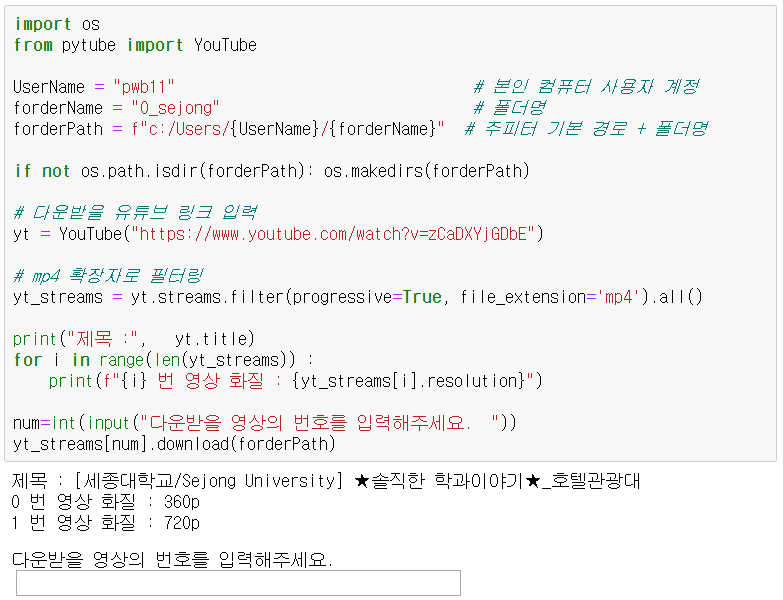 import os
from pytube import YouTube
UserName = "pwb11" # 본인 컴퓨터 사용자 계정
forderName = "0_sejong" # 폴더명
forderPath = f"c:/Users/{UserName}/{forderName}" # 주피터 기본 경로 + 폴더명
if not os.path.isdir(forderPath): os.makedirs(forderPath)
# 다운받을 유튜브 링크 입력
yt = YouTube("https://www.youtube.com/watch?v=zCaDXYjGDbE")
# mp4 확장자로 필터링
yt_streams = yt.streams.filter(progressive=True, file_extension='mp4').all()
print("제목 :", yt.title)
for i in range(len(yt_streams)) :
    print(f"{i} 번 영상 화질 : {yt_streams[i].resolution}")
num=int(input("다운받을 영상의 번호를 입력해주세요. "))
yt_streams[num].download(forderPath)
제목 : [세종대학교/Sejong University] ★솔직한 학과이야기★_호텔관광대
0 번 영상 화질 : 360p
1 번 영상 화질 : 720p
다운받을 영상의 번호를 입력해주세요.